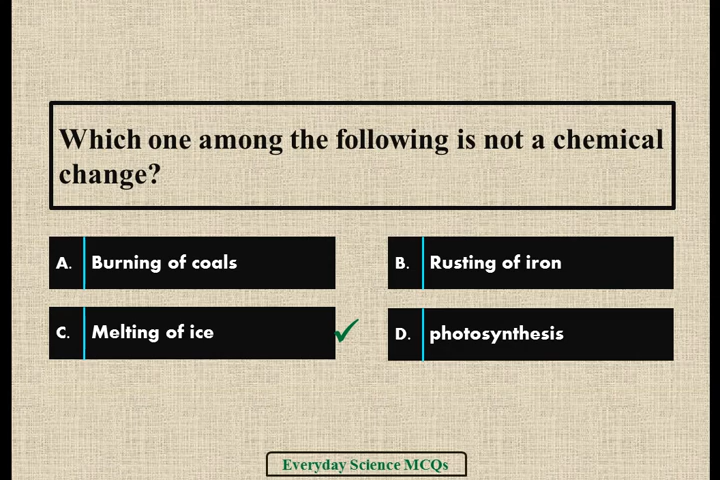 Which one among the following is not a chemical
change?
A. Burning of coals
B. Rusting of iron
C. Melting of ice
D. photosynthesis
Everyday Science MCQs